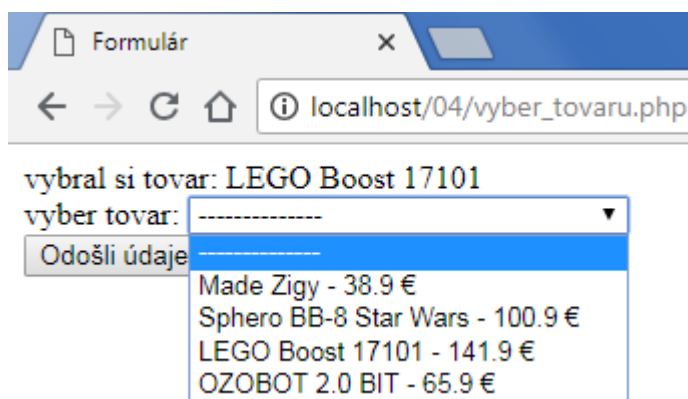 Formulár
localhost/04/vyber_tovaru.php
vybral si tovar: LEGO Boost 17101
vyber tovar: --------------
Odošli údaje
--------------
Made Zigy - 38.9 €
Sphero BB-8 Star Wars - 100.9 €
LEGO Boost 17101 - 141.9 €
OZOBOT 2.0 BIT - 65.9 €